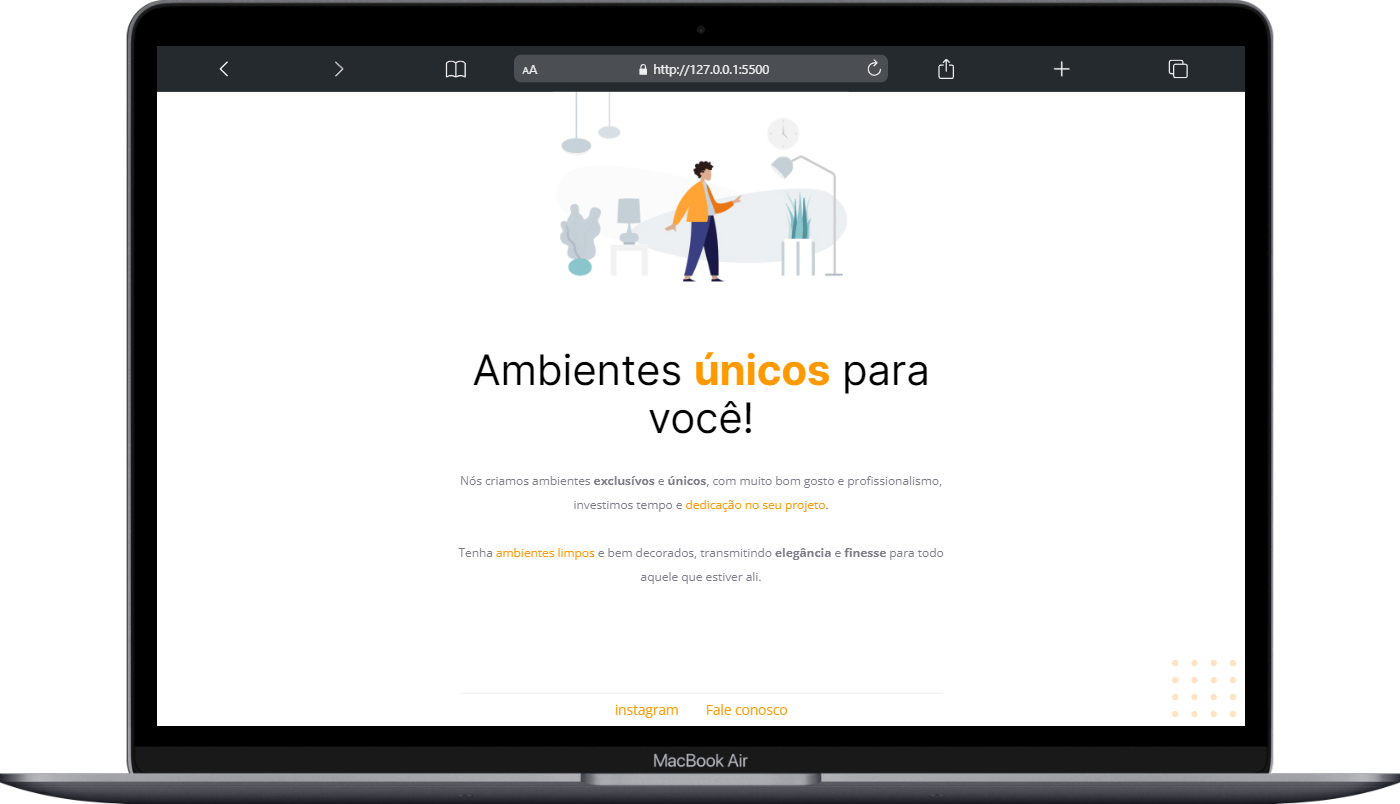 AA
http://127.0.0.1:5500
Ambientes únicos para
você!
Nós criamos ambientes exclusívos e únicos, com muito bom gosto e profissionalismo,
investimos tempo e dedicação no seu projeto.
Tenha ambientes limpos e bem decorados, transmitindo elegância e finesse para todo
aquele que estiver ali.
instagram
Fale conosco
MacBook Air